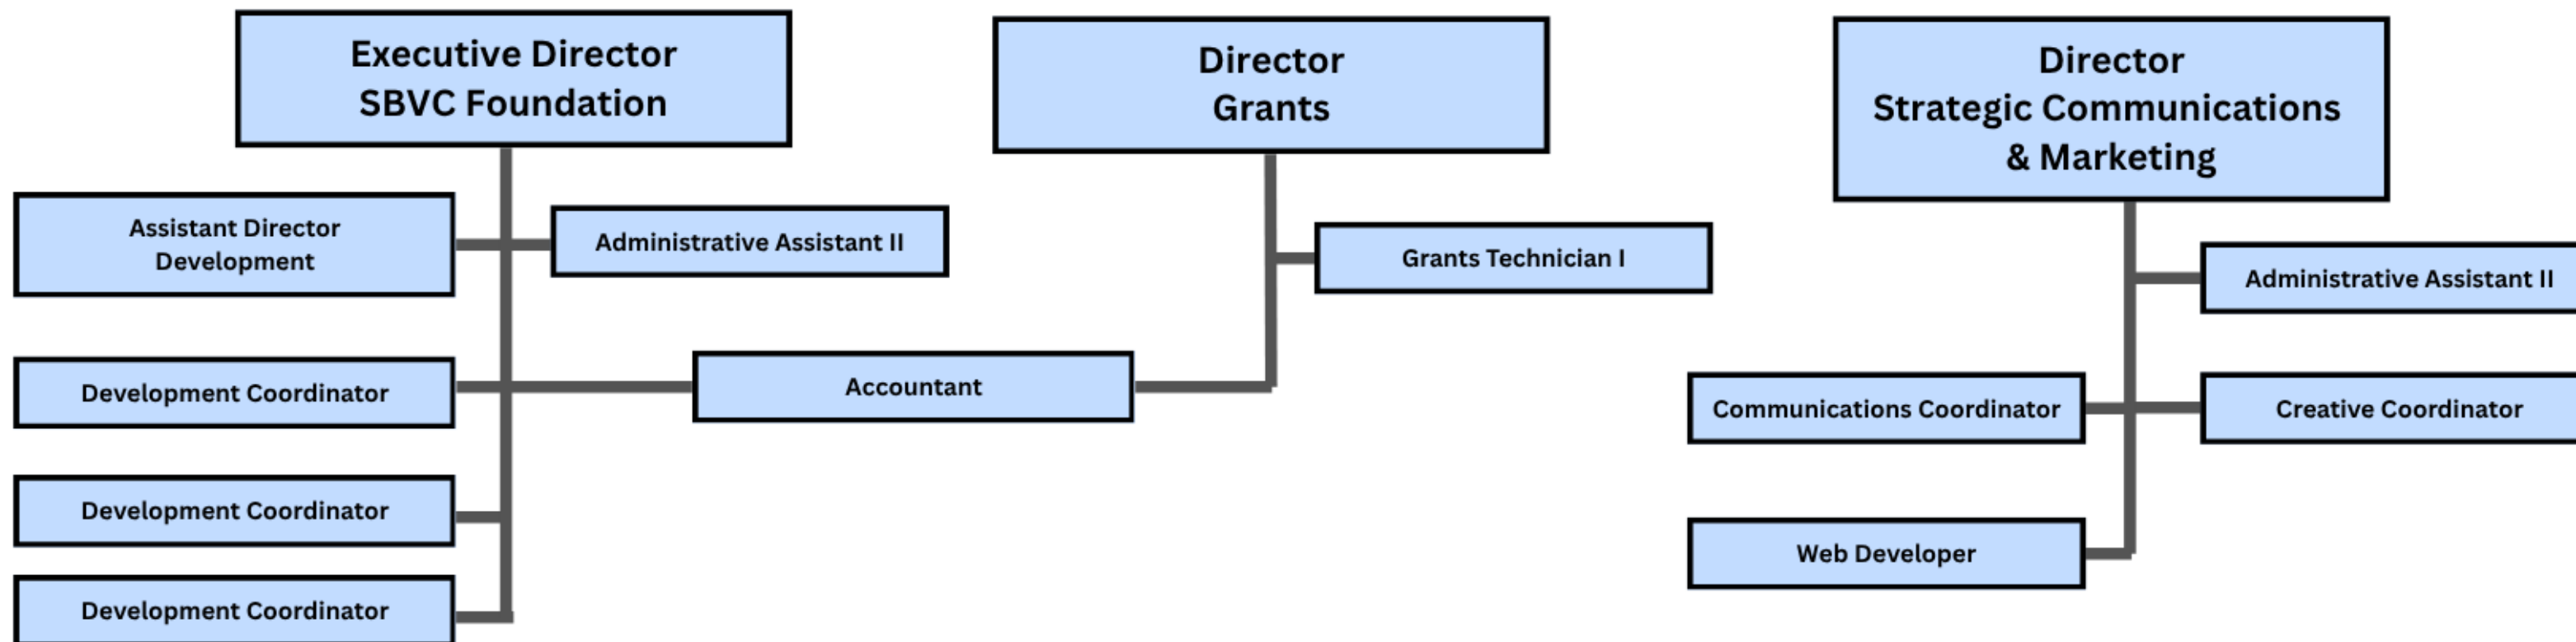 Executive Director
SBVC Foundation
Director
Grants
Director
Strategic Communications
& Marketing
Assistant Director
Development
Administrative Assistant II
Grants Technician I
Administrative Assistant II
Development Coordinator
Accountant
Communications Coordinator
Creative Coordinator
Development Coordinator
Web Developer
Development Coordinator